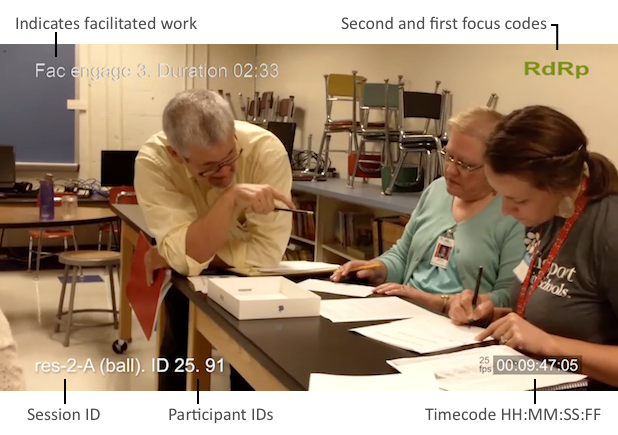 Indicates facilitated work
Second and first focus codes
Fac engage 3. Duration 02:33
RdRp
port
res-2-A (ball). ID 25. 91
25
fps
00:09:47:05
Session ID
Participant IDs
Timecode HH:MM:SS:FF